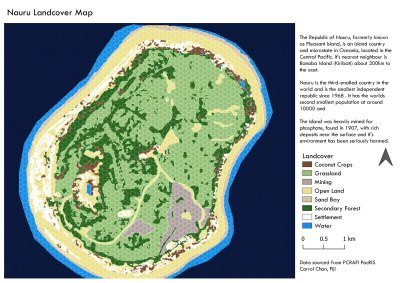 Nauru Landcover Map
The Republic of Nauru, formerly known
as Pleasant Island, is an island country
and microstate in Oceania, located in the
Central Pacific. It's nearest neighbour is
Banaba Island (Kiribati) about 300km to
the east.
Nauru is the third-smallest country in the
world and is the smallest independent
republic since 1968 . It has the worlds
second smallest population at around
10000 and
The island was heavily mined for
phosphate, found in 1907, with rich
deposits near the surface and it's
environment has been seriously harmed.
Landcover
Coconut Crops
Grassland
Mining
Open Land
Sand Bay
Secondary Forest
Settlement
Water
0 0.5 1 km
Data sourced from PCRAFI PacRIS
Carrol Chan, Fiji